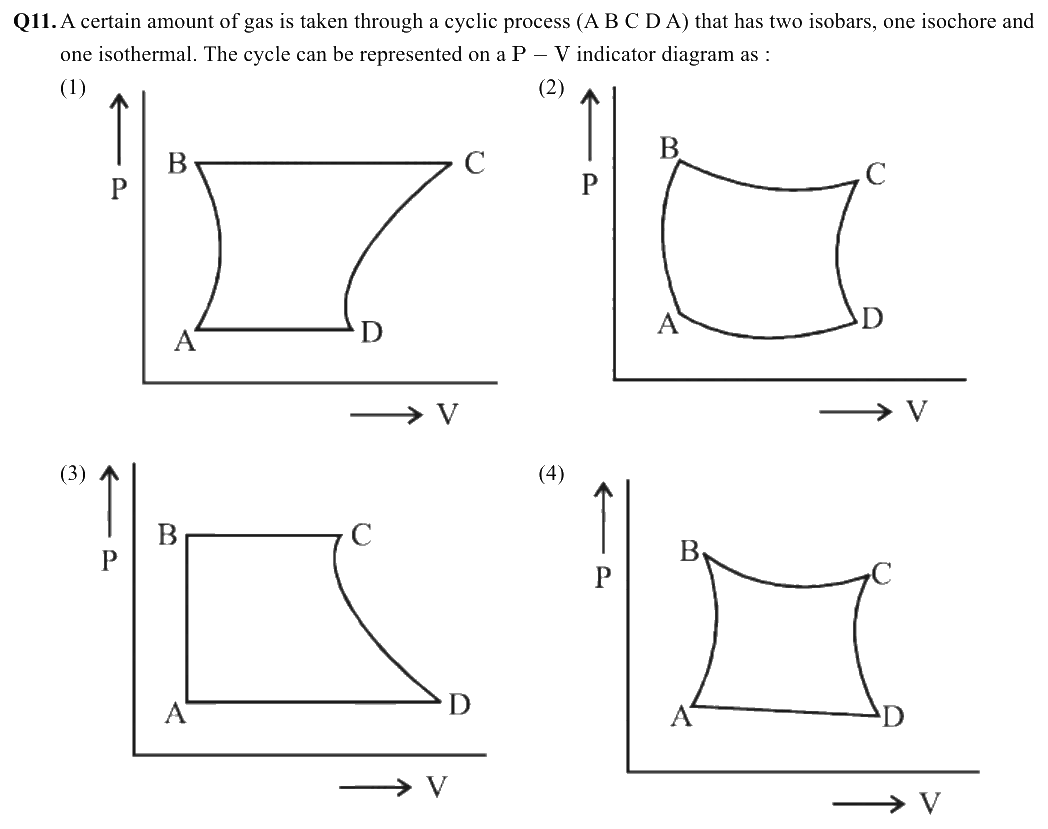 Q11. A certain amount of gas is taken through a cyclic process (A B C D A) that has two isobars, one isochore and
one isothermal. The cycle can be represented on a P − V indicator diagram as :
(1)
(2)
B
C
P
A
D
V
B
C
P
A
D
V
(3)
(4)
B
C
P
A
D
V
B
C
P
A
D
V